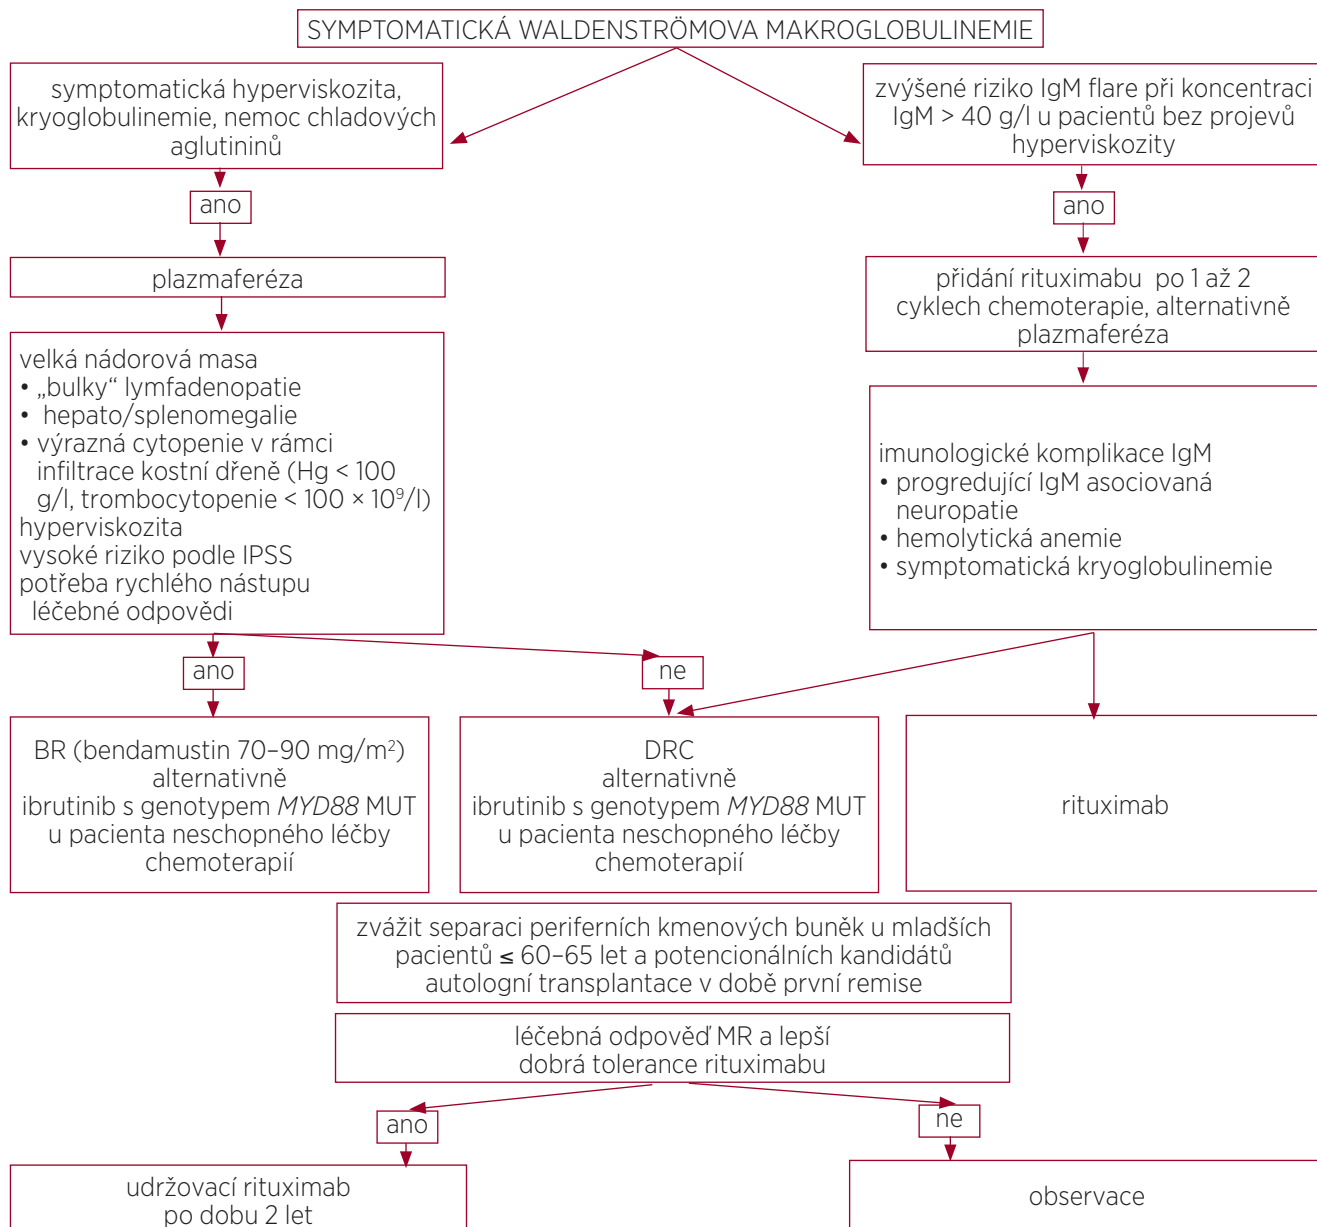 SYMPTOMATICKÁ WALDENSTRÖMOVA MAKROGLOBULINEMIE
symptomatická hyperviskozita,
kryoglobulinemie, nemoc chladových
aglutininů
zvýšené riziko IgM flare při koncentraci
IgM > 40 g/l u pacientů bez projevů
hyperviskozity
ano
ano
plazmaferéza
přidání rituximabu po 1 až 2
cyklech chemoterapie, alternativně
plazmaferéza
velká nádorová masa
• „bulky“ lymfadenopatie
• hepato/splenomegalie
• výrazná cytopenie v rámci
infiltrace kostní dřeně (Hg < 100
g/l, trombocytopenie < 100 × 10⁹/l)
hyperviskozita
vysoké riziko podle IPSS
potřeba rychlého nástupu
léčebné odpovědi
imunologické komplikace IgM
• progredující IgM asociovaná
neuropatie
• hemolytická anemie
• symptomatická kryoglobulinemie
ano
ne
BR (bendamustin 70–90 mg/m²)
alternativně
ibrutinib s genotypem MYD88 MUT
u pacienta neschopného léčby
chemoterapií
DRC
alternativně
ibrutinib s genotypem MYD88 MUT
u pacienta neschopného léčby
chemoterapií
rituximab
zvážit separaci periferních kmenových buněk u mladších
pacientů ≤ 60–65 let a potencionálních kandidátů
autologní transplantace v době první remise
léčebná odpověď MR a lepší
dobrá tolerance rituximabu
ano
ne
udržovací rituximab
po dobu 2 let
observace